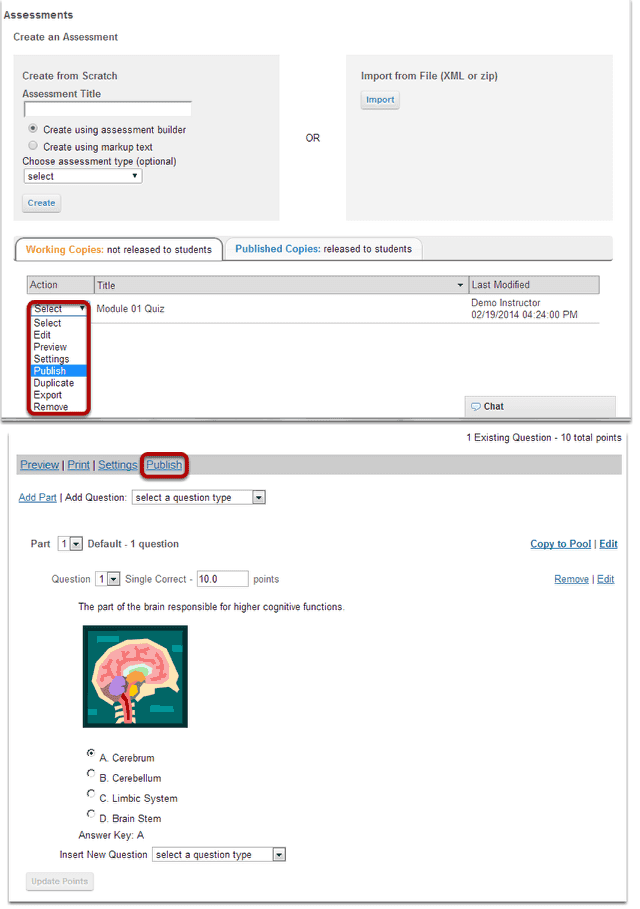 Assessments
Create an Assessment
Create from Scratch
Assessment Title
Create using assessment builder
Create using markup text
Choose assessment type (optional)
select
Create
OR
Import from File (XML or zip)
Import
Working Copies: not released to students
Published Copies: released to students
Action Title Last Modified
Select Module 01 Quiz Demo Instructor
02/19/2014 04:24:00 PM
Select
Edit
Preview
Settings
Publish
Duplicate
Export
Remove
Chat
1 Existing Question - 10 total points
Preview | Print | Settings | Publish
Add Part | Add Question: select a question type
Part 1 Default - 1 question Copy to Pool | Edit
Question 1 Single Correct - 10.0 points Remove | Edit
The part of the brain responsible for higher cognitive functions.
A. Cerebrum
B. Cerebellum
C. Limbic System
D. Brain Stem
Answer Key: A
Insert New Question select a question type
Update Points